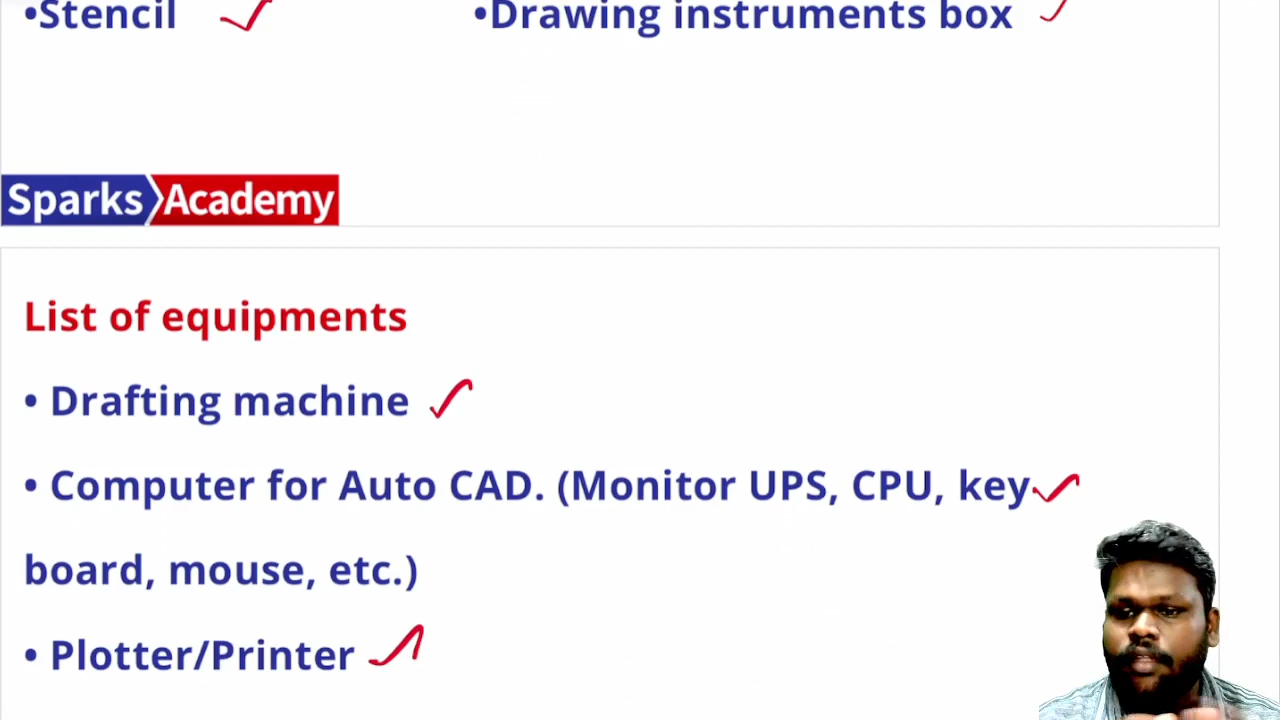 •Stencil •Drawing instruments box
Sparks Academy
List of equipments
• Drafting machine
• Computer for Auto CAD. (Monitor UPS, CPU, key
board, mouse, etc.)
• Plotter/Printer